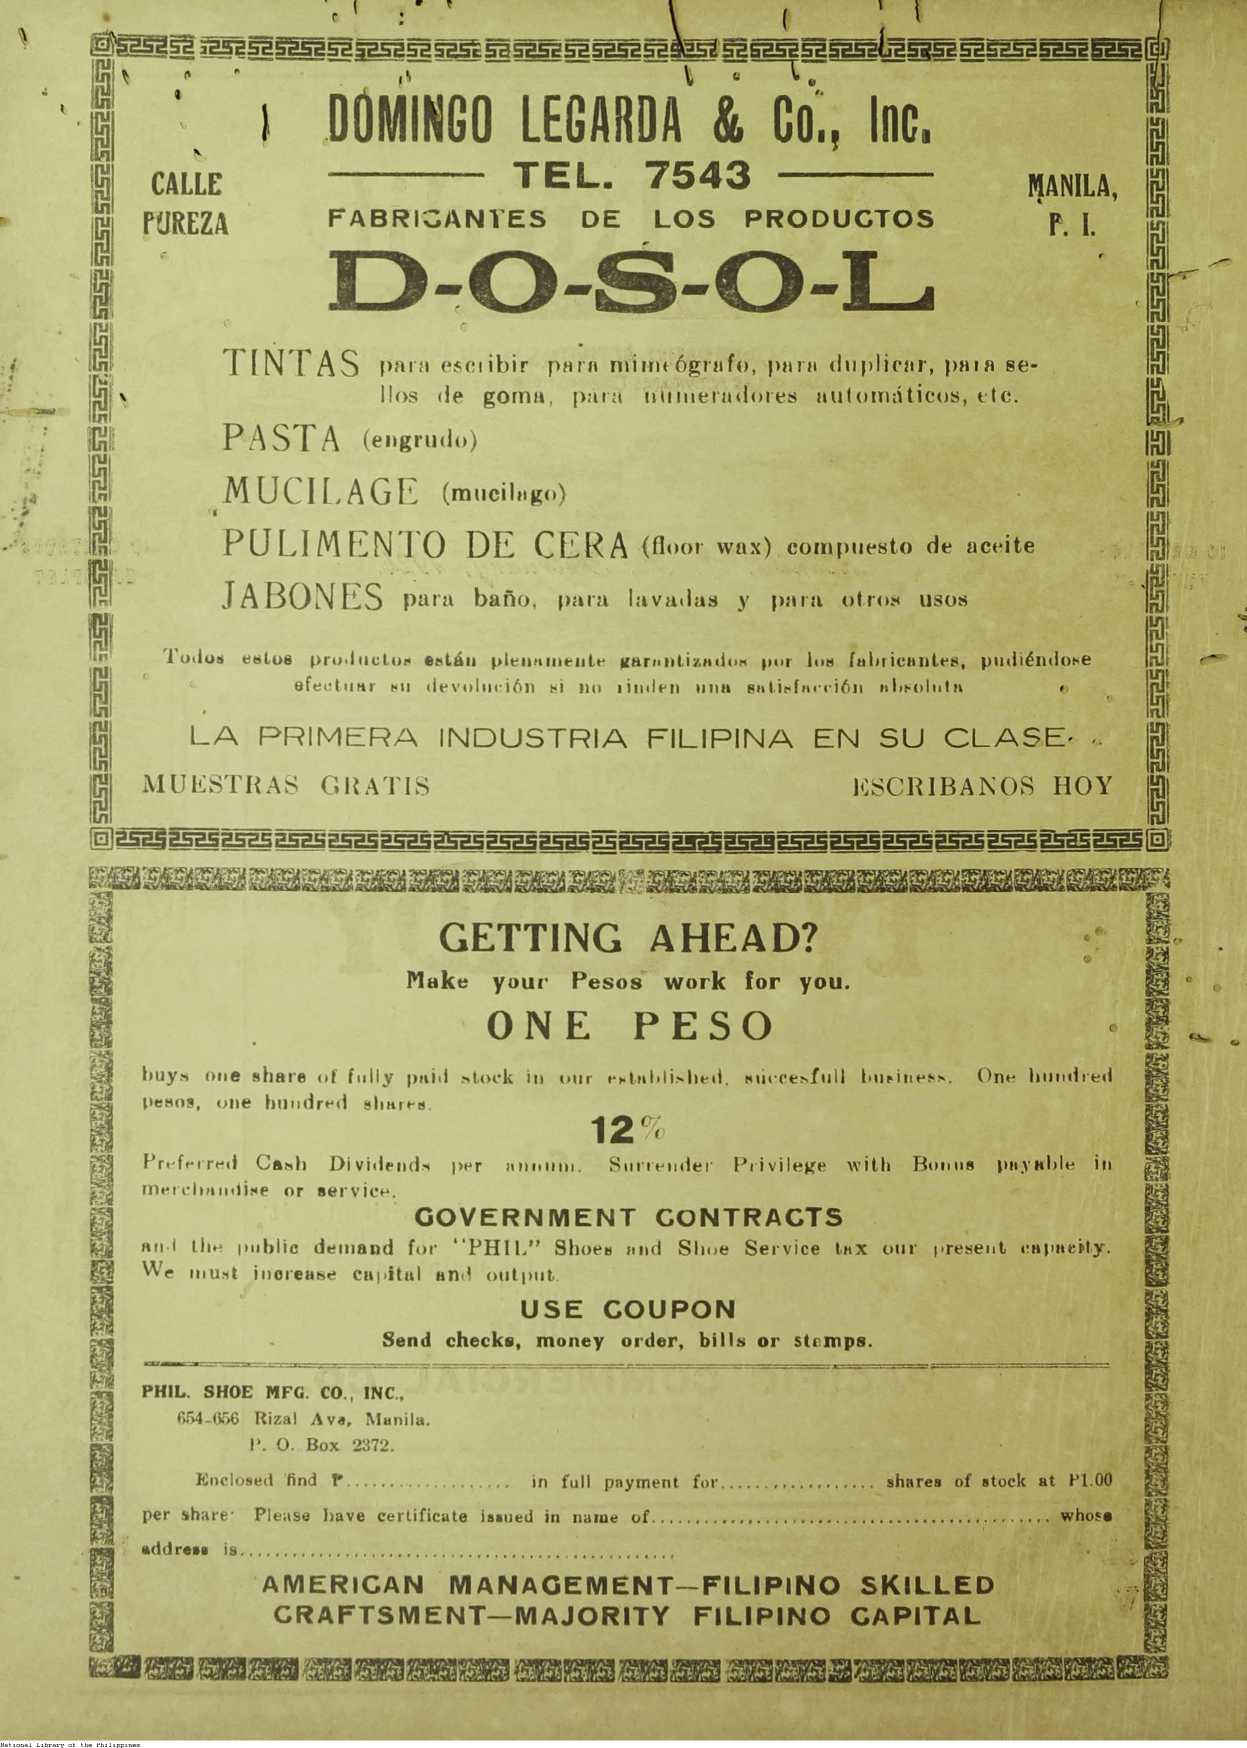 DOMINGO LEGARDA & Co., Inc.
TEL. 7543
CALLE
PUREZA
MANILA,
P. I.
FABRICANTES DE LOS PRODUCTOS
D-O-S-O-L
TINTAS para escribir para mimeógrafo, para duplicar, para se-
llos de goma, para numeradores automáticos, etc.
PASTA (engrudo)
MUCILAGE (mucilago)
PULIMENTO DE CERA (floor wax) compuesto de aceite
JABONES para baño, para lavadas y para otros usos
Todos estos productos están plenamente garantizados por los fabricantes, pudiéndose
efectuar su devolución si no rinden una satisfacción absoluta
LA PRIMERA INDUSTRIA FILIPINA EN SU CLASE
MUESTRAS GRATIS ESCRIBANOS HOY
GETTING AHEAD?
Make your Pesos work for you.
ONE PESO
buys one share of fully paid stock in our established, succesfull business. One hundred
pesos, one hundred shares.
12%
Preferred Cash Dividends per annum. Surrender Privilege with Bonus payable in
merchandise or service.
GOVERNMENT CONTRACTS
and the public demand for "PHIL" Shoes and Shoe Service tax our present capacity.
We must increase capital and output.
USE COUPON
Send checks, money order, bills or stamps.
PHIL. SHOE MFG. CO., INC.,
654-656 Rizal Ave, Manila.
P. O. Box 2372.
Enclosed find ₱................... in full payment for.................. shares of stock at ₱1.00
per share· Please have certificate issued in name of.............................................. whose
address is..................................................
AMERICAN MANAGEMENT—FILIPINO SKILLED
CRAFTSMENT—MAJORITY FILIPINO CAPITAL
National Library of the Philippines